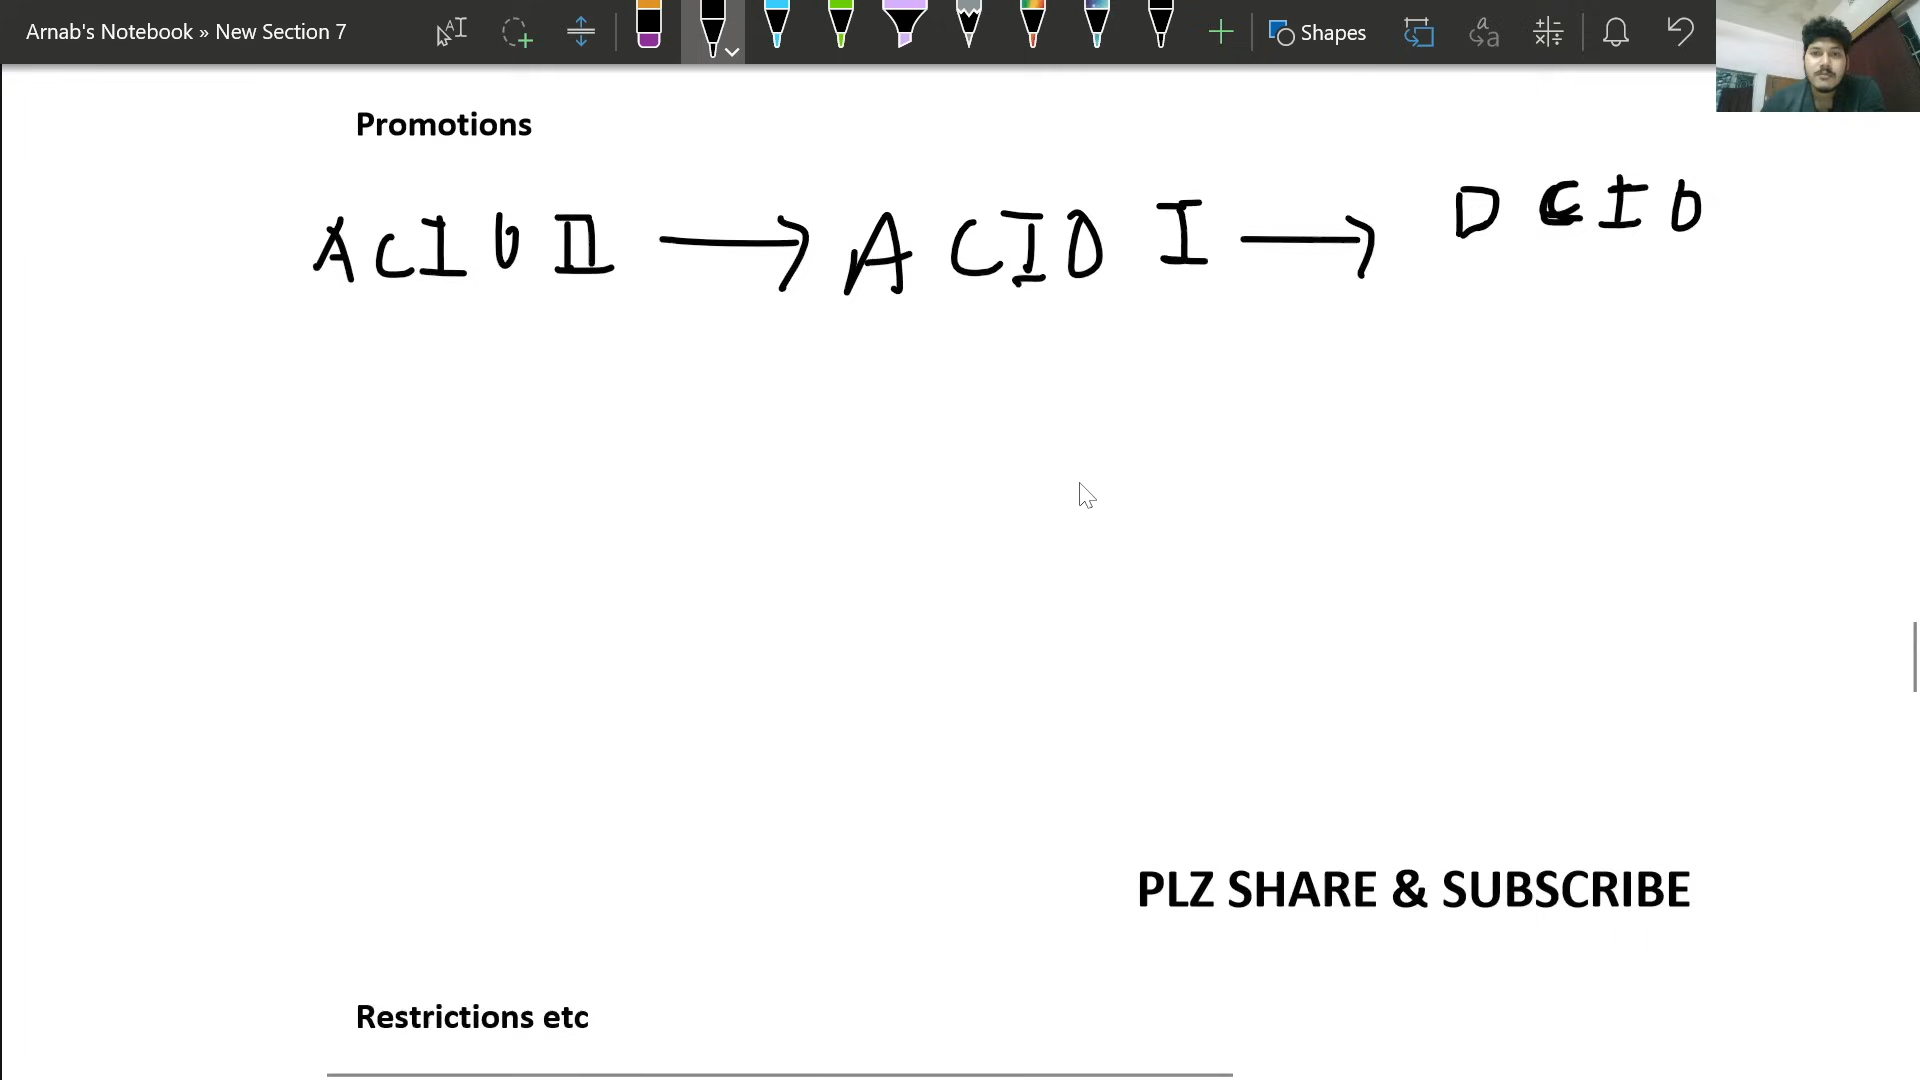 Arnab's Notebook » New Section 7
Shapes
Promotions
ACIO II → ACIO I → DCIO
PLZ SHARE & SUBSCRIBE
Restrictions etc